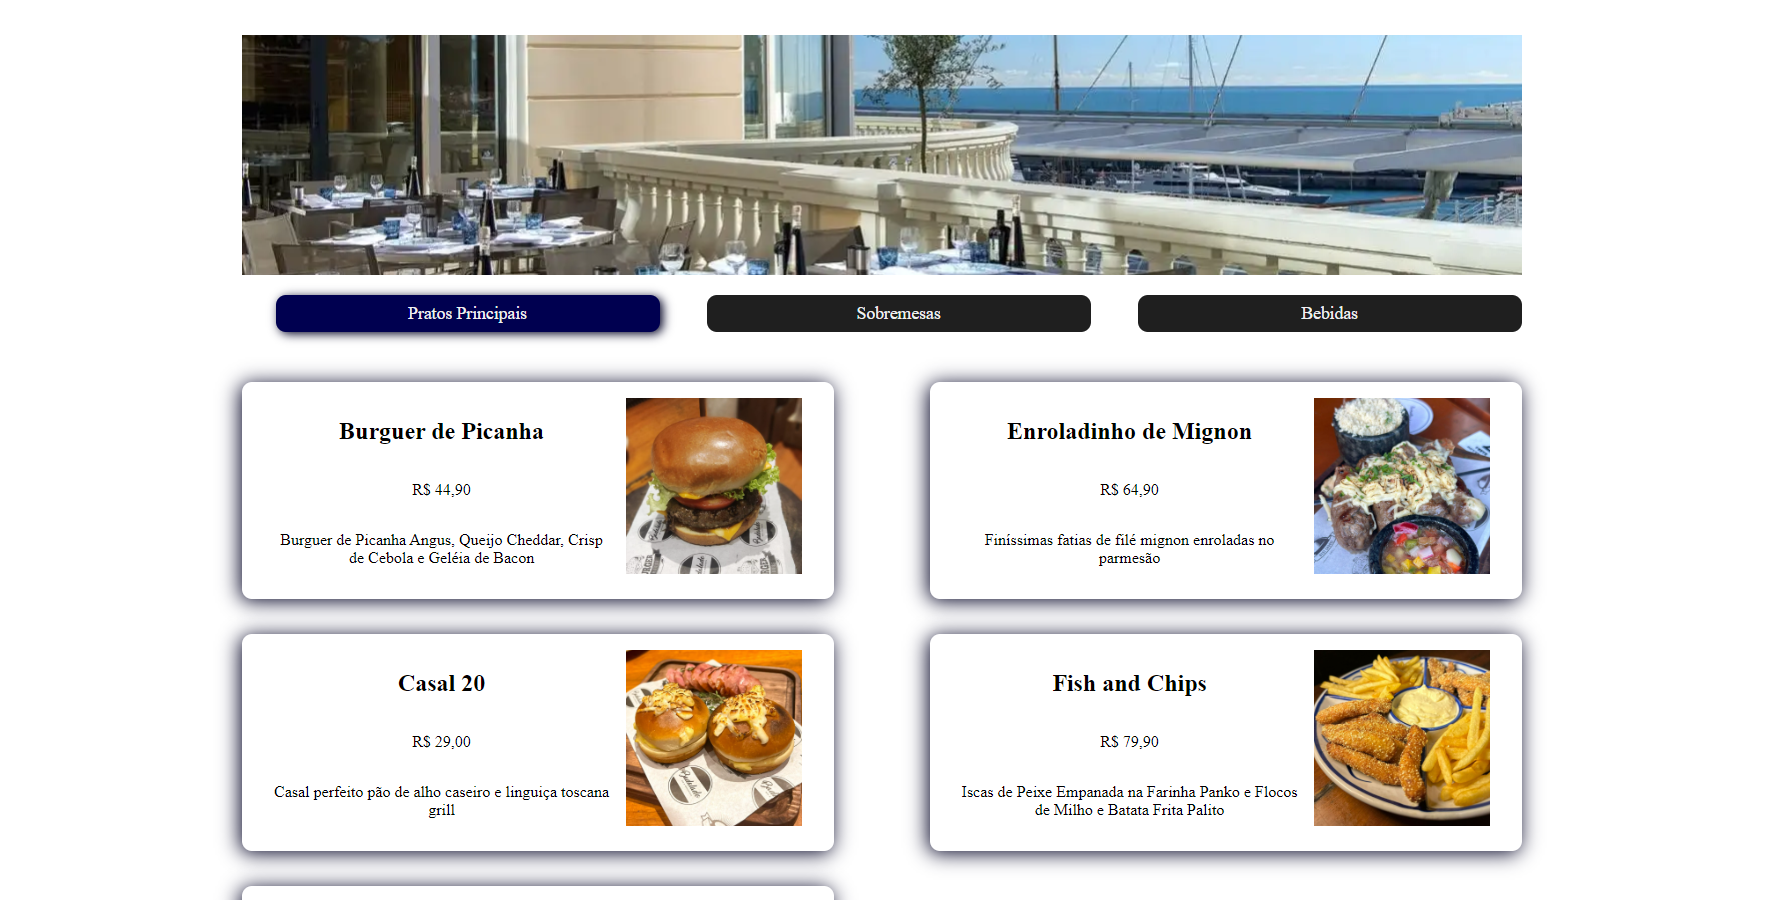 Pratos Principais
Sobremesas
Bebidas
Burguer de Picanha
R$ 44,90
Burguer de Picanha Angus, Queijo Cheddar, Crisp
de Cebola e Geléia de Bacon
Enroladinho de Mignon
R$ 64,90
Finíssimas fatias de filé mignon enroladas no
parmesão
Casal 20
R$ 29,00
Casal perfeito pão de alho caseiro e linguiça toscana
grill
Fish and Chips
R$ 79,90
Iscas de Peixe Empanada na Farinha Panko e Flocos
de Milho e Batata Frita Palito